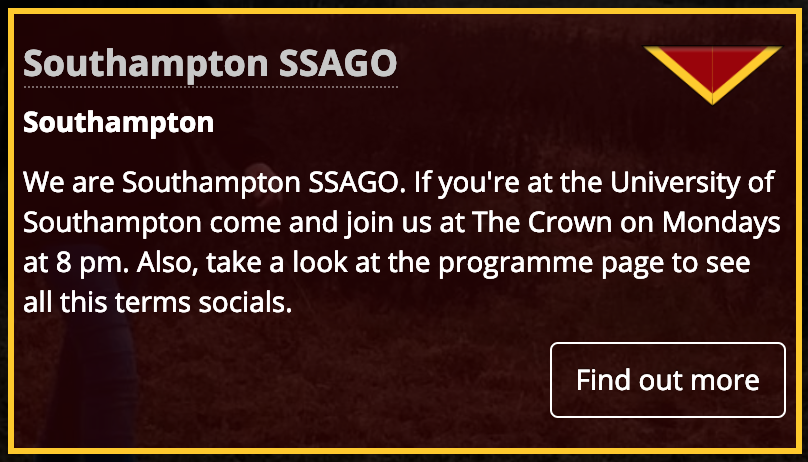 Southampton SSAGO
Southampton
We are Southampton SSAGO. If you're at the University of
Southampton come and join us at The Crown on Mondays
at 8 pm. Also, take a look at the programme page to see
all this terms socials.
Find out more